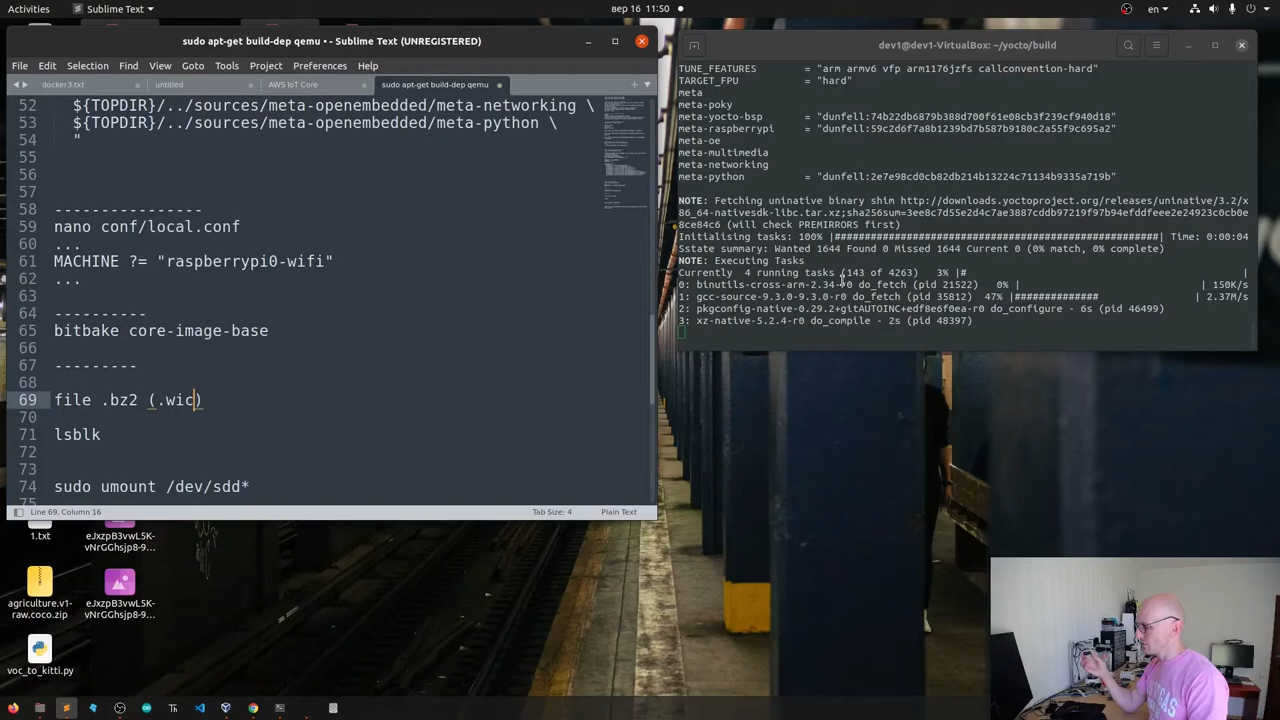 Activities
Sublime Text
вер 16 11:50
en
sudo apt-get build-dep qemu • - Sublime Text (UNREGISTERED)
File Edit Selection Find View Goto Tools Project Preferences Help
docker3.txt
untitled
AWS IoT Core
sudo apt-get build-dep qemu
52 ${TOPDIR}/../sources/meta-openembedded/meta-networking \
53 ${TOPDIR}/../sources/meta-openembedded/meta-python \
54 "
55
56
57
58 ----------------
59 nano conf/local.conf
60 ...
61 MACHINE ?= "raspberrypi0-wifi"
62 ...
63
64 ----------
65 bitbake core-image-base
66
67 ---------
68
69 file .bz2 (.wic)
70
71 lsblk
72
73
74 sudo umount /dev/sdd*
75
Line 69, Column 16
Tab Size: 4
Plain Text
dev1@dev1-VirtualBox: ~/yocto/build
TUNE_FEATURES = "arm armv6 vfp arm1176jzfs callconvention-hard"
TARGET_FPU = "hard"
meta
meta-poky
meta-yocto-bsp = "dunfell:74b22db6879b388d700f61e08cb3f239cf940d18"
meta-raspberrypi = "dunfell:59c2d6f7a8b1239bd7b587b9180c2a55f9c695a2"
meta-oe
meta-multimedia
meta-networking
meta-python = "dunfell:2e7e98cd0cb82db214b13224c71134b9335a719b"
NOTE: Fetching uninative binary shim http://downloads.yoctoproject.org/releases/uninative/3.2/x
86_64-nativesdk-libc.tar.xz;sha256sum=3ee8c7d55e2d4c7ae3887cddb97219f97b94efddfeee2e24923c0cb0e
8ce84c6 (will check PREMIRRORS first)
Initialising tasks: 100% |######################################################| Time: 0:00:04
Sstate summary: Wanted 1644 Found 0 Missed 1644 Current 0 (0% match, 0% complete)
NOTE: Executing Tasks
Currently 4 running tasks (143 of 4263) 3% |# |
0: binutils-cross-arm-2.34-r0 do_fetch (pid 21522) 0% | | 150K/s
1: gcc-source-9.3.0-9.3.0-r0 do_fetch (pid 35812) 47% |############## | 2.37M/s
2: pkgconfig-native-0.29.2+gitAUTOINC+edf8e6f0ea-r0 do_configure - 6s (pid 46499)
3: xz-native-5.2.4-r0 do_compile - 2s (pid 48397)
1.txt
eJxzpB3vwL5K-
vNrGGhsjp8-9...
agriculture.v1-
raw.coco.zip
eJxzpB3vwL5K-
vNrGGhsjp8-9...
voc_to_kitti.py